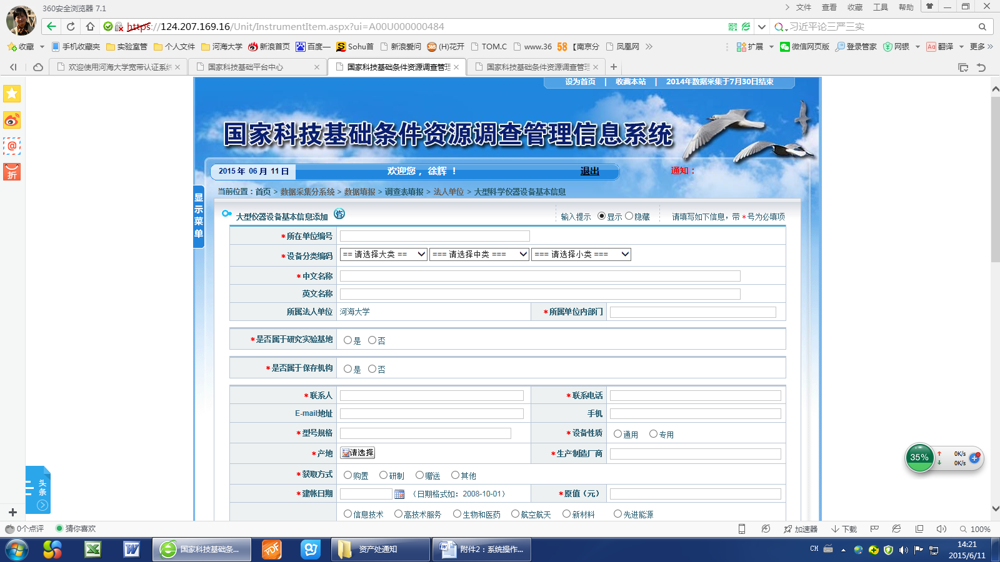 360安全浏览器 7.1
文件 查看 收藏 工具 帮助
https://124.207.169.16/Unit/InstrumentItem.aspx?ui=A00U000000484
习近平论三严三实
收藏 手机收藏夹 实验室管 个人文件 河海大学 新浪首页 百度一 Sohu首 新浪爱问 (H)花开 TOM.C www.36 58 【南京分 凤凰网 扩展 微信网页版 登录管家 网银 翻译 更多
欢迎使用河海大学宽带认证系统 国家科技基础平台中心 国家科技基础条件资源调查管理 国家科技基础条件资源调查管理
设为首页 | 收藏本站 | 2014年数据采集于7月30日结束
国家科技基础条件资源调查管理信息系统
2015 年 06 月 11 日 欢迎您， 徐辉 ！ 退出 通知：
当前位置：首页 > 数据采集分系统 > 数据填报 > 调查表填报 > 法人单位 > 大型科学仪器设备基本信息
显示菜单
大型仪器设备基本信息添加 咨 输入提示 显示 隐藏 请填写如下信息，带 * 号为必填项
*所在单位编号
*设备分类编码 == 请选择大类 == === 请选择中类 === === 请选择小类 ===
*中文名称
英文名称
所属法人单位 河海大学 *所属单位内部门
*是否属于研究实验基地 是 否
*是否属于保存机构 是 否
*联系人 *联系电话
E-mail地址 手机
*型号规格 *设备性质 通用 专用
*产地 请选择 *生产制造厂商
*获取方式 购置 研制 赠送 其他
*建帐日期 （日期格式如：2008-10-01） *原值（元）
信息技术 高技术服务 生物和医药 航空航天 新材料 先进能源
折
头条
35% 0K/s
0K/s
0个点评 猜你喜欢 加速器 下载 100%
国家科技基础条... PDF 资产处通知 附件2：系统操作... CH 14:21
2015/6/11